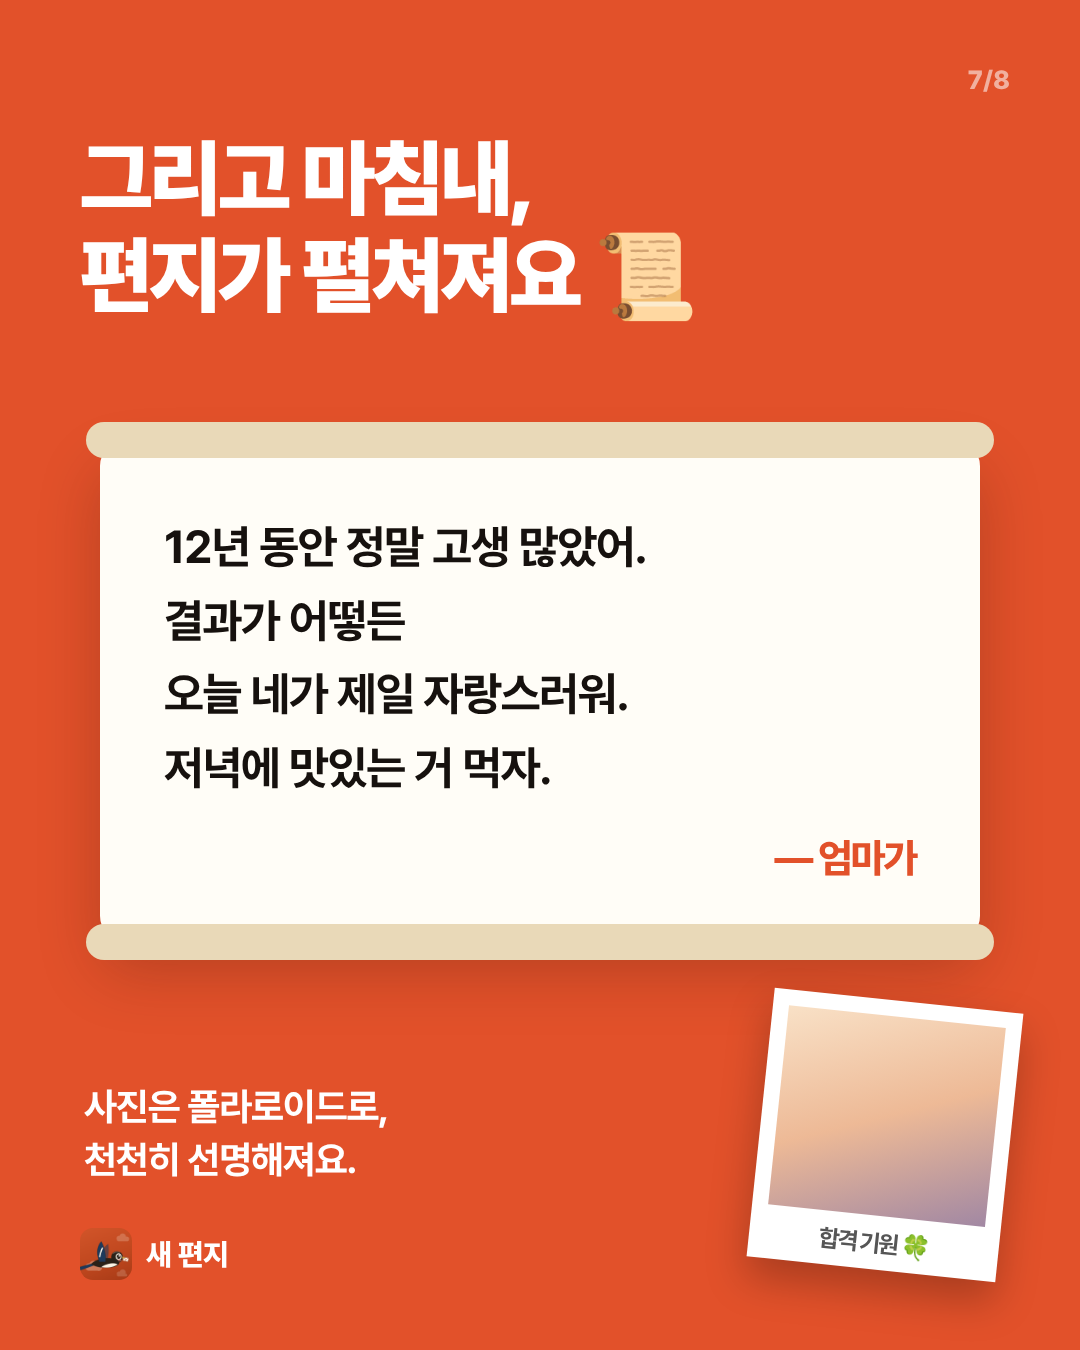 7/8
그리고 마침내,
편지가 펼쳐져요 📜
12년 동안 정말 고생 많았어.
결과가 어떻든
오늘 네가 제일 자랑스러워.
저녁에 맛있는 거 먹자.
— 엄마가
사진은 폴라로이드로,
천천히 선명해져요.
합격 기원 🍀
새 편지